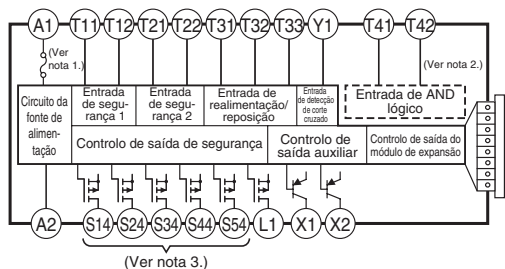 A1 T11 T12 T21 T22 T31 T32 T33 Y1 T41 T42
(Ver
nota 1.)
(Ver nota 2.)
Circuito da
fonte de
alimen-
tação
Entrada
de segu-
rança 1
Entrada
de segu-
rança 2
Entrada de
realimentação/
reposição
Entrada
de detecção
de corte
cruzado
Entrada de AND
lógico
Controlo de saída de segurança
Controlo de
saída auxiliar
Controlo de saída do
módulo de expansão
A2 S14 S24 S34 S44 S54 L1 X1 X2
(Ver nota 3.)